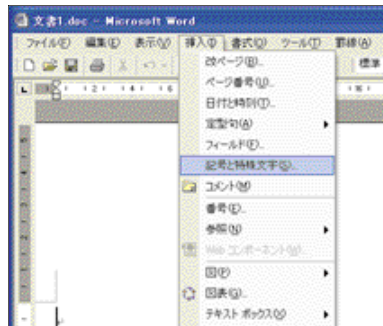 文書1.doc - Microsoft Word
ファイル(F) 編集(E) 表示(V) 挿入(I) 書式(O) ツール(T) 罫線(A)
標準
改ページ(B)...
ページ番号(U)...
日付と時刻(T)...
定型句(A)
フィールド(F)...
記号と特殊文字(S)...
コメント(M)
番号(E)...
参照(N)
Web コンポーネント(W)...
図(P)
図表(G)...
テキスト ボックス(X)